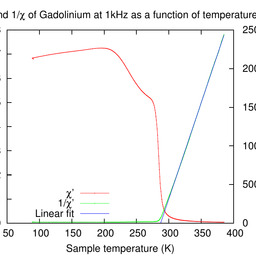 nd 1/χ of Gadolinium at 1kHz as a function of temperature
250
200
150
100
500
0
χ'
1/χ'
Linear fit
50 100 150 200 250 300 350 400
Sample temperature (K)